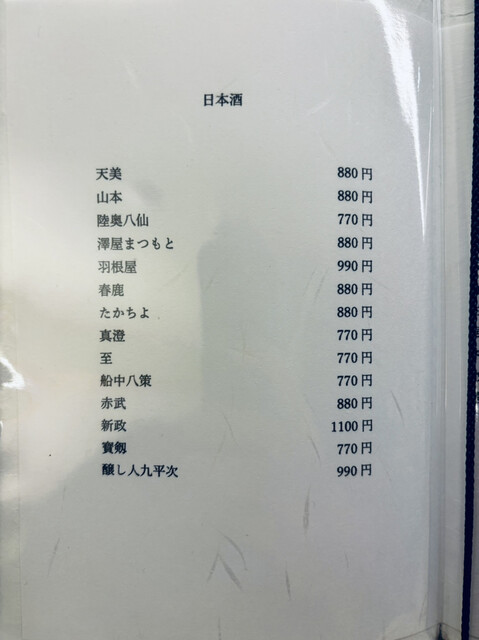 日本酒
天美 880円
山本 880円
陸奥八仙 770円
澤屋まつもと 880円
羽根屋 990円
春鹿 880円
たかちよ 880円
真澄 770円
至 770円
船中八策 770円
赤武 880円
新政 1100円
寶剱 770円
醸し人九平次 990円